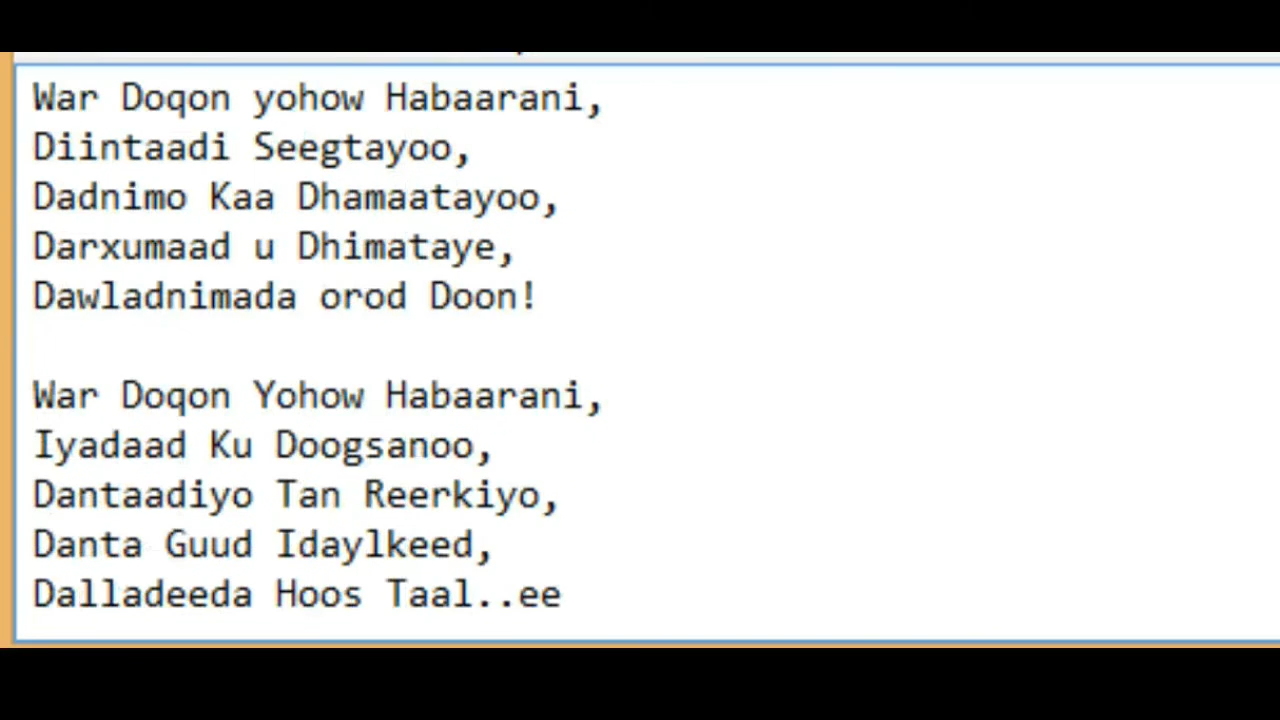 War Doqon yohow Habaarani,
Diintaadi Seegtayoo,
Dadnimo Kaa Dhamaatayoo,
Darxumaad u Dhimataye,
Dawladnimada orod Doon!

War Doqon Yohow Habaarani,
Iyadaad Ku Doogsanoo,
Dantaadiyo Tan Reerkiyo,
Danta Guud Idaylkeed,
Dalladeeda Hoos Taal..ee